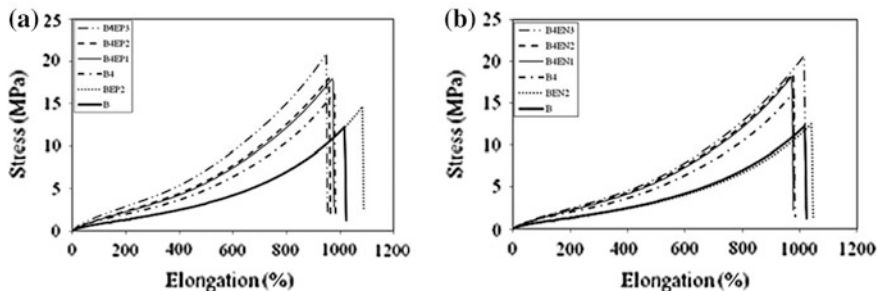 (a)
25
20
15
10
5
0
Stress (MPa)
B4EP3
B4EP2
B4EP1
B4
BEP2
B
0 200 400 600 800 1000 1200
Elongation (%)
(b)
25
20
15
10
5
0
Stress (MPa)
B4EN3
B4EN2
B4EN1
B4
BEN2
B
0 200 400 600 800 1000 1200
Elongation (%)